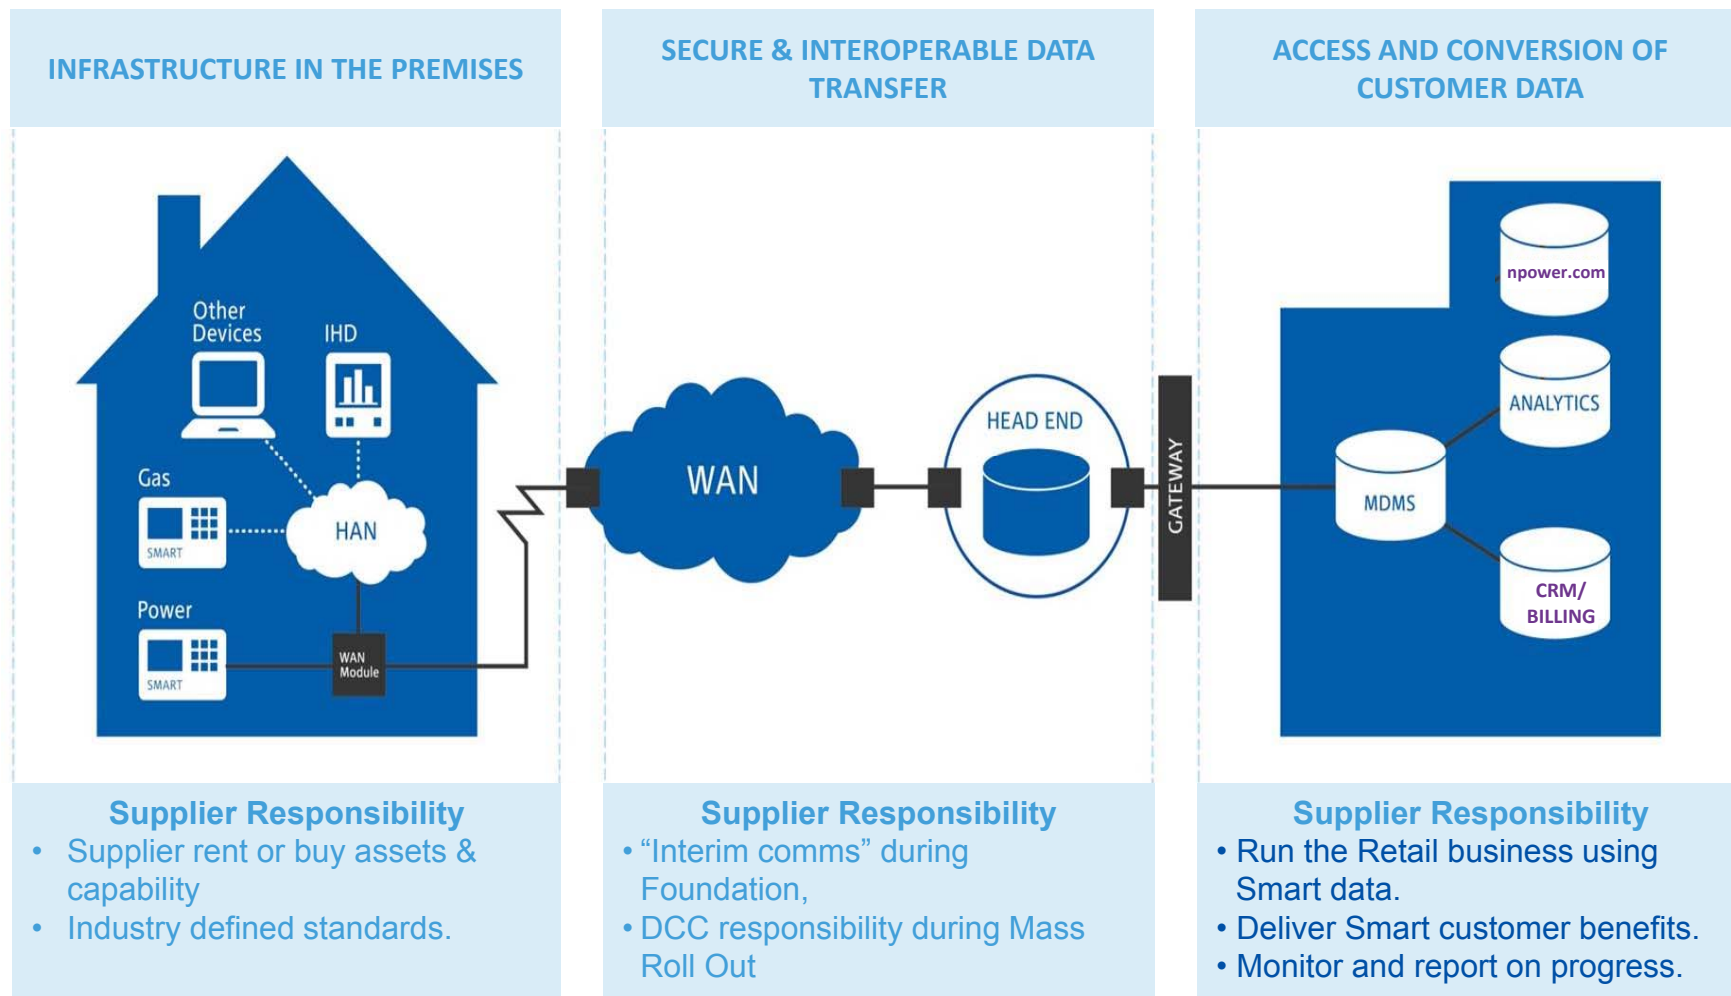 INFRASTRUCTURE IN THE PREMISES
SECURE & INTEROPERABLE DATA
TRANSFER
ACCESS AND CONVERSION OF
CUSTOMER DATA
Other
Devices
IHD
Gas
SMART
HAN
Power
SMART
WAN
Module
WAN
HEAD END
GATEWAY
npower.com
ANALYTICS
MDMS
CRM/
BILLING
Supplier Responsibility
• Supplier rent or buy assets &
capability
• Industry defined standards.
Supplier Responsibility
• “Interim comms” during
Foundation,
• DCC responsibility during Mass
Roll Out
Supplier Responsibility
• Run the Retail business using
Smart data.
• Deliver Smart customer benefits.
• Monitor and report on progress.